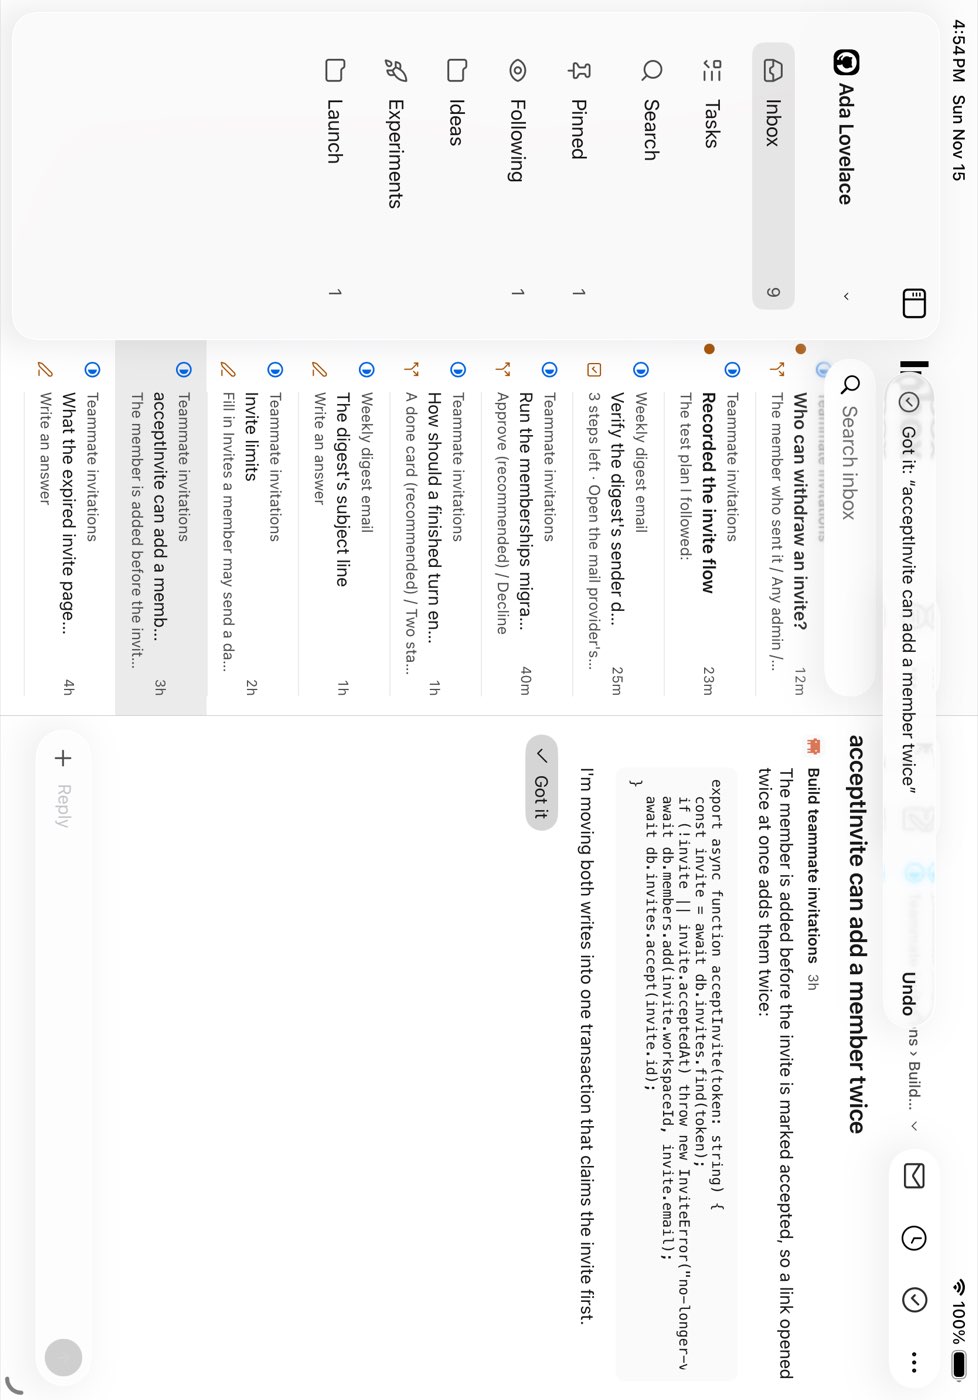 4:54 PM Sun Nov 15
100%
Ada Lovelace
Inbox 9
Tasks
Search
Pinned 1
Following 1
Ideas
Experiments
Launch 1
Got it: “acceptInvite can add a member twice”
Undo
Search inbox
Teammate invitations
Who can withdraw an invite? 12m
The member who sent it / Any admin /...
Teammate invitations
Recorded the invite flow 23m
The test plan I followed:
Weekly digest email
Verify the digest's sender d... 25m
3 steps left · Open the mail provider's...
Teammate invitations
Run the memberships migra... 40m
Approve (recommended) / Decline
Teammate invitations
How should a finished turn en... 1h
A done card (recommended) / Two sta...
Weekly digest email
The digest's subject line 1h
Write an answer
Teammate invitations
Invite limits 2h
Fill in Invites a member may send a da...
Teammate invitations
acceptInvite can add a memb... 3h
The member is added before the invit...
Teammate invitations
What the expired invite page... 4h
Write an answer
ns › Build...
acceptInvite can add a member twice
Build teammate invitations 3h
The member is added before the invite is marked accepted, so a link opened
twice at once adds them twice:
export async function acceptInvite(token: string) {
  const invite = await db.invites.find(token);
  if (!invite || invite.acceptedAt) throw new InviteError("no-longer-v
  await db.members.add(invite.workspaceId, invite.email);
  await db.invites.accept(invite.id);
}
I'm moving both writes into one transaction that claims the invite first.
Got it
Reply